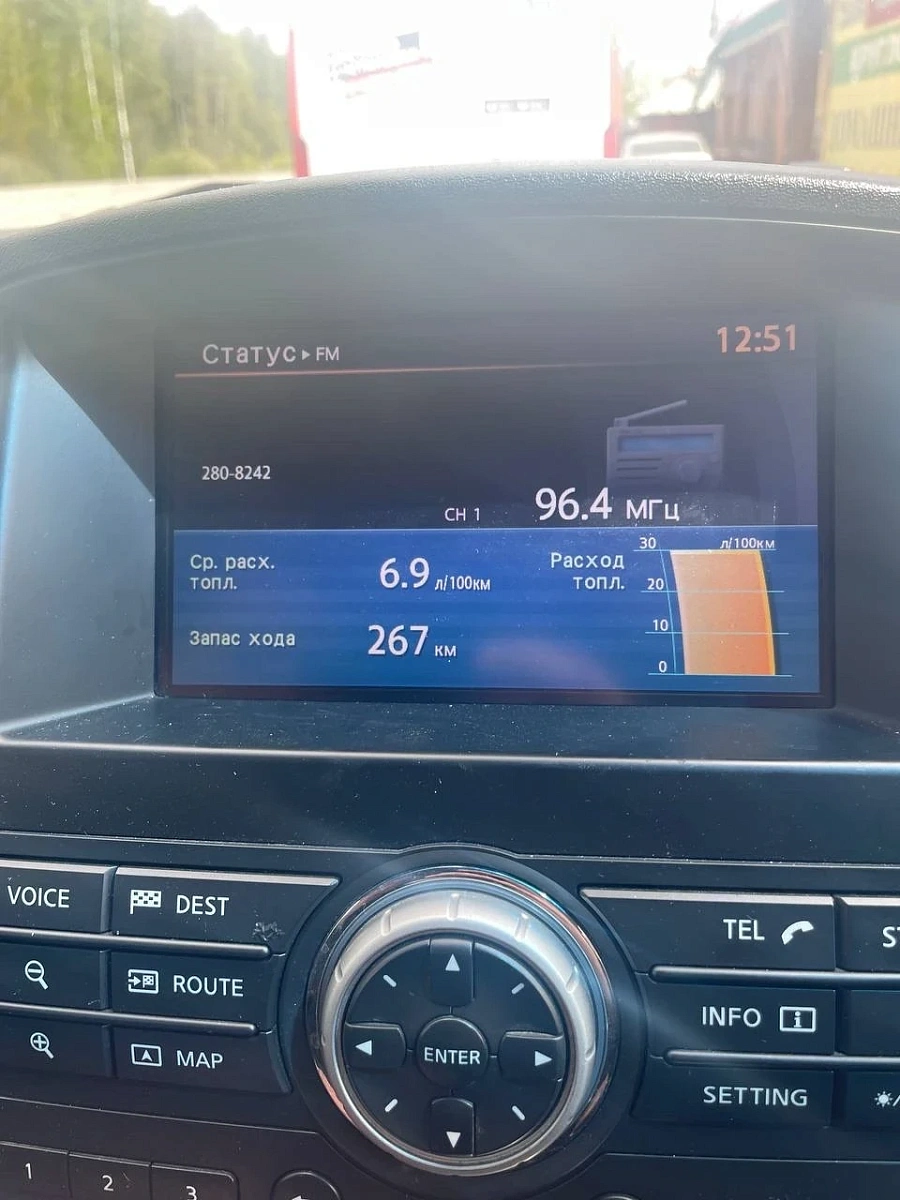 Статус ▸ FM
12:51
280-8242
CH 1 96.4 МГц
Ср. расх. топл.
6.9 л/100км
Запас хода
267 км
Расход топл.
л/100км
30
20
10
0
VOICE
DEST
ROUTE
MAP
ENTER
TEL
INFO
SETTING
1
2
3